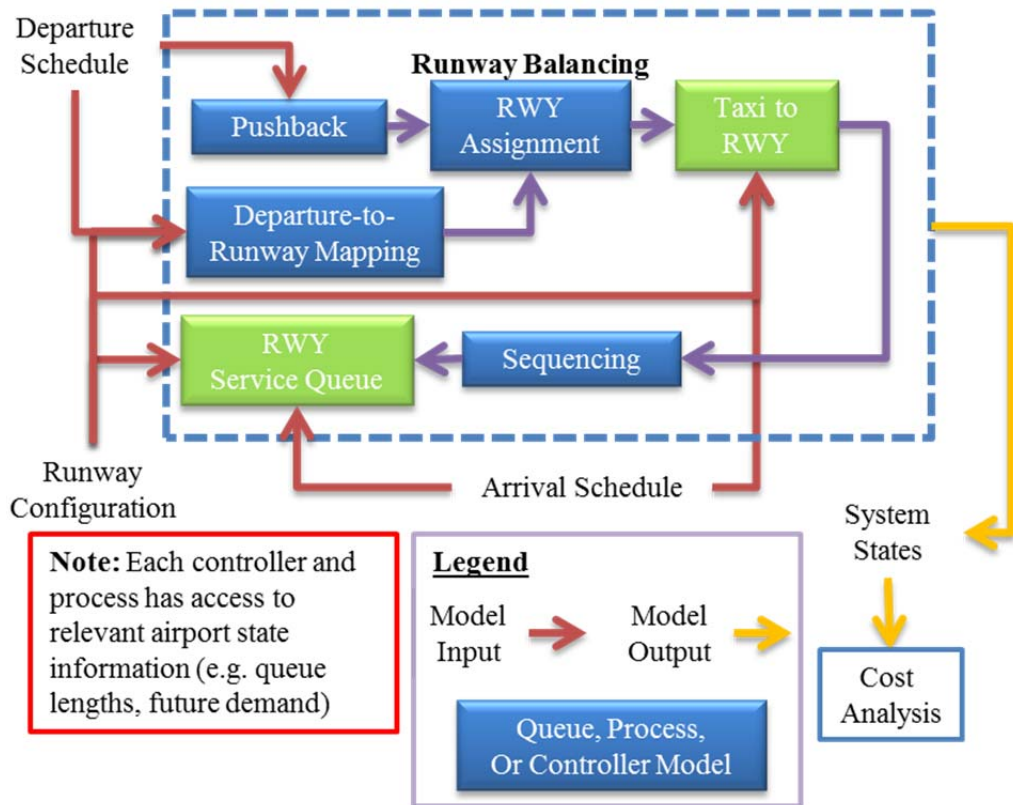 Departure
Schedule
Runway Balancing
Pushback
RWY
Assignment
Taxi to
RWY
Departure-to-
Runway Mapping
RWY
Service Queue
Sequencing
Runway
Configuration
Arrival Schedule
System
States
Note: Each controller and
process has access to
relevant airport state
information (e.g. queue
lengths, future demand)
Legend
Model
Input
Model
Output
Queue, Process,
Or Controller Model
Cost
Analysis